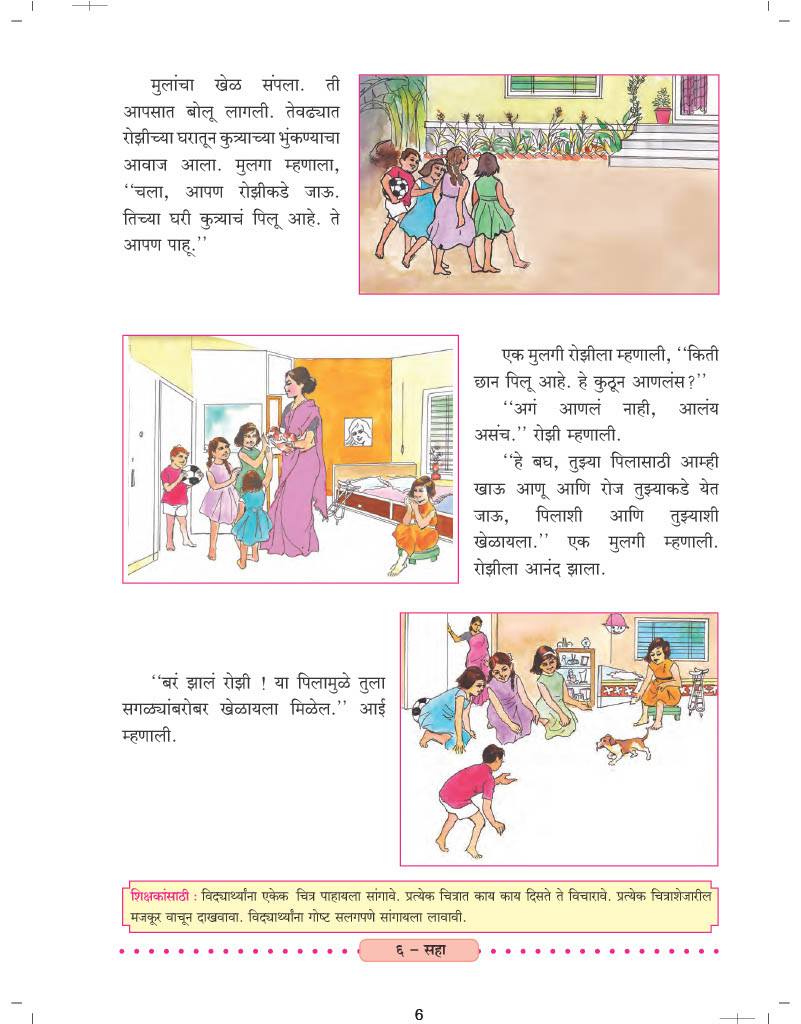 मुलांचा खेळ संपला. ती
आपसात बोलू लागली. तेवढ्यात
रोझीच्या घरातून कुत्र्याच्या भुंकण्याचा
आवाज आला. मुलगा म्हणाला,
‘‘चला, आपण रोझीकडे जाऊ.
तिच्या घरी कुत्र्याचं पिलू आहे. ते
आपण पाहू.’’
एक मुलगी रोझीला म्हणाली, ‘‘किती
छान पिलू आहे. हे कुठून आणलंस?’’
‘‘अगं आणलं नाही, आलंय
असंच.’’ रोझी म्हणाली.
‘‘हे बघ, तुझ्या पिलासाठी आम्ही
खाऊ आणू आणि रोज तुझ्याकडे येत
जाऊ, पिलाशी आणि तुझ्याशी
खेळायला.’’ एक मुलगी म्हणाली.
रोझीला आनंद झाला.
‘‘बरं झालं रोझी ! या पिलामुळे तुला
सगळ्यांबरोबर खेळायला मिळेल.’’ आई
म्हणाली.
शिक्षकांसाठी : विद्यार्थ्यांना एकेक चित्र पाहायला सांगावे. प्रत्येक चित्रात काय काय दिसते ते विचारावे. प्रत्येक चित्राशेजारील
मजकूर वाचून दाखवावा. विद्यार्थ्यांना गोष्ट सलगपणे सांगायला लावावी.
६ – सहा
6